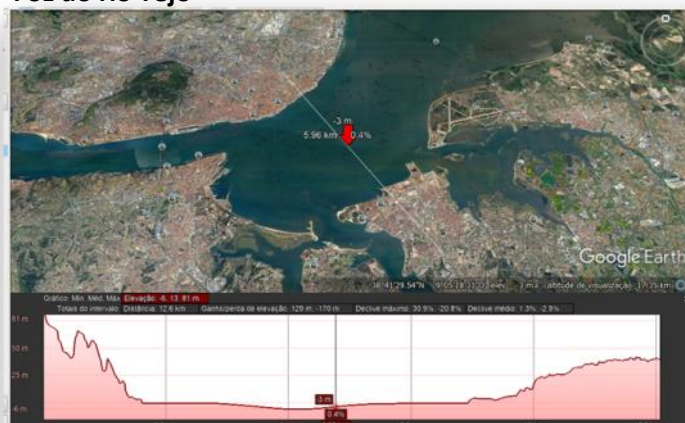 Foz do rio Tejo
-3 m
5.96 km 0.4%
Google Earth
Gráfico: Mín. Méd. Máx. Elevação: -6, 13, 81 m
Totais do intervalo: Distância: 12.6 km Ganho/perda de elevação: 129 m, -170 m Declive máximo: 30.9%, -20.8% Declive médio: 1.3%, -2.9%
81 m
50 m
25 m
-6 m
-3 m
0.4%